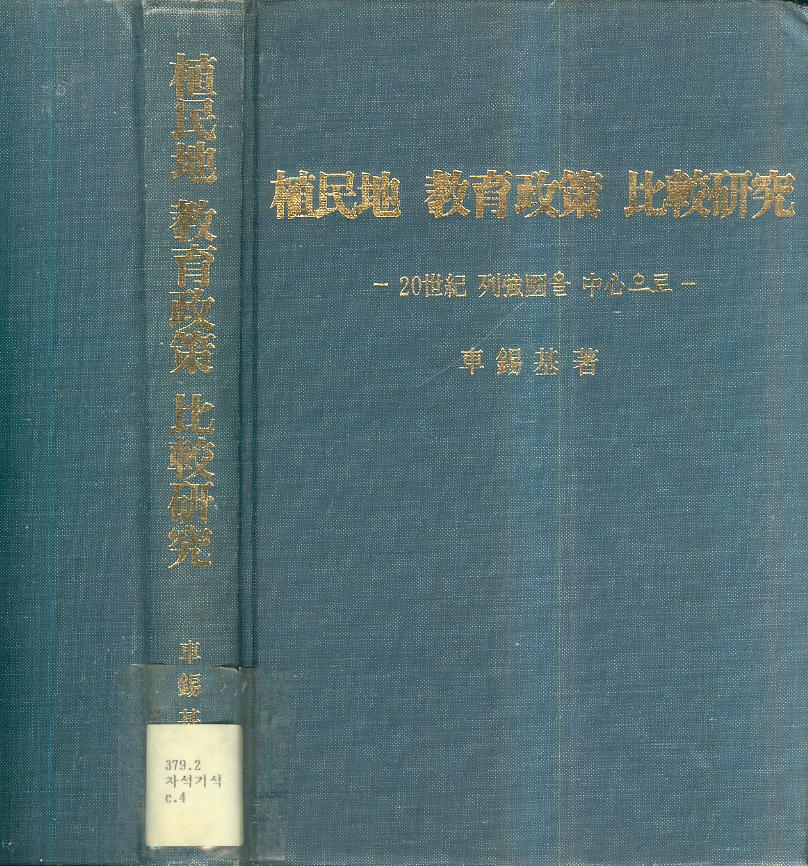 植民地 教育政策 比較研究
車錫基
379.2
차석기식
c.4
植民地 教育政策 比較研究
- 20世紀 列強國을 中心으로 -
車錫基著